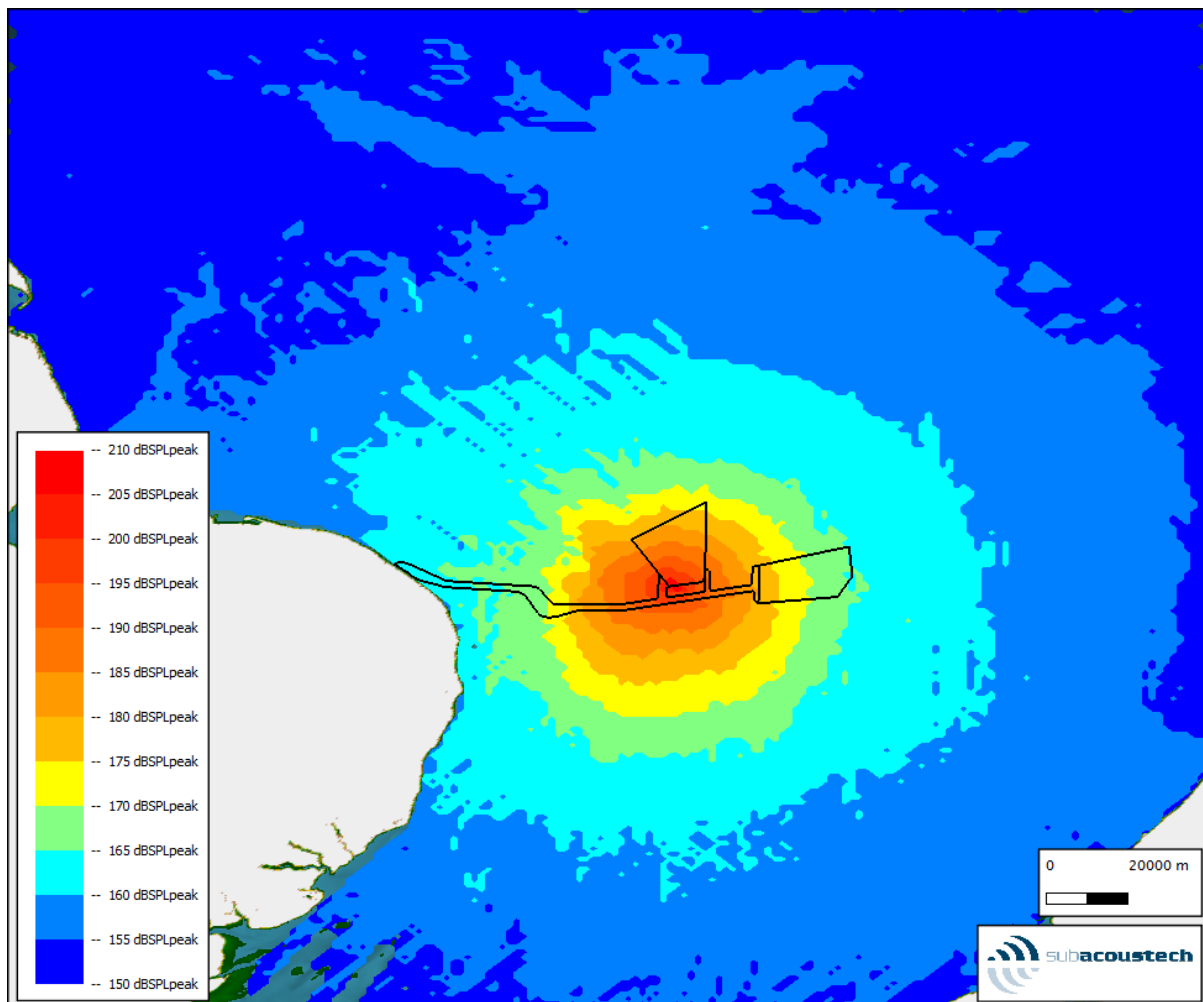 -- 210 dBSPLpeak
-- 205 dBSPLpeak
-- 200 dBSPLpeak
-- 195 dBSPLpeak
-- 190 dBSPLpeak
-- 185 dBSPLpeak
-- 180 dBSPLpeak
-- 175 dBSPLpeak
-- 170 dBSPLpeak
-- 165 dBSPLpeak
-- 160 dBSPLpeak
-- 155 dBSPLpeak
-- 150 dBSPLpeak
0 20000 m
subacoustech